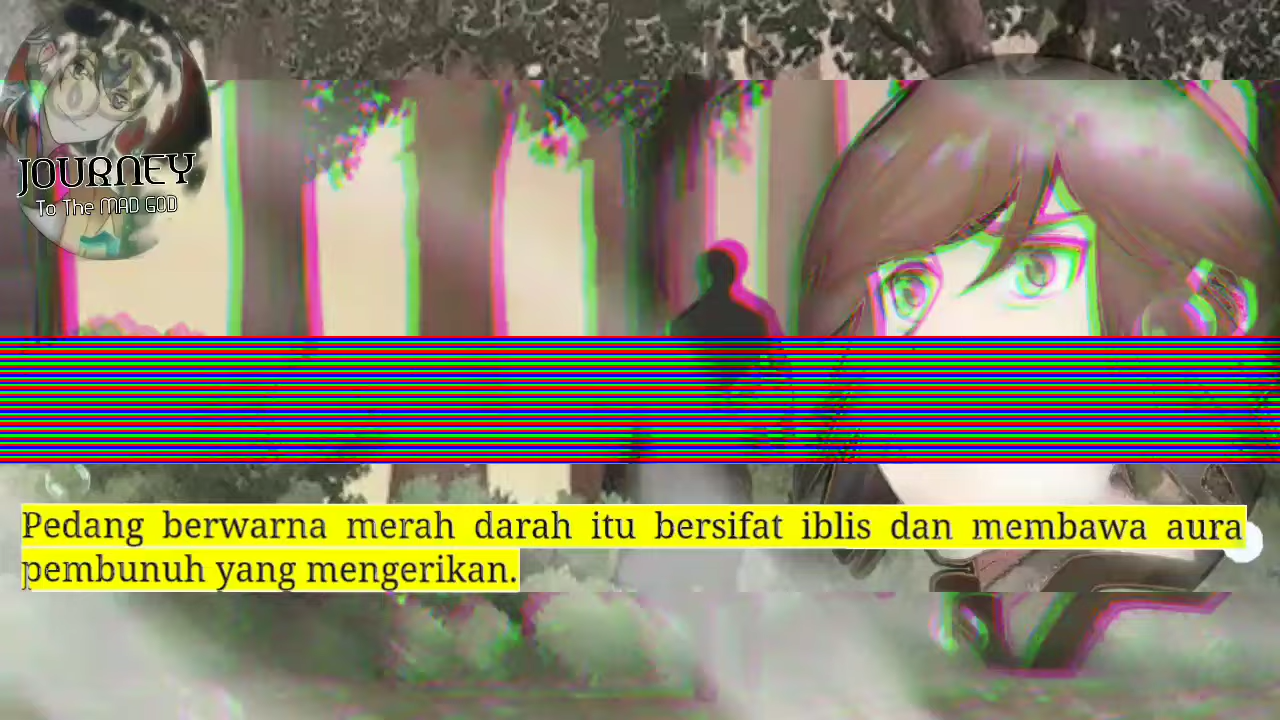 JOURNEY
To The MAD GOD
Pedang berwarna merah darah itu bersifat iblis dan membawa aura
pembunuh yang mengerikan.